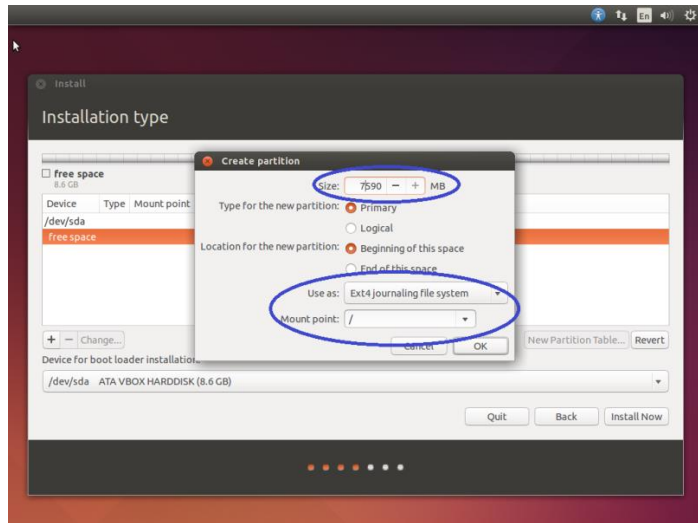 En
Install
Installation type
Create partition
free space
8.6 GB
Size: 7590 − + MB
Type for the new partition: Primary
Logical
Location for the new partition: Beginning of this space
End of this space
Use as: Ext4 journaling file system
Mount point: /
Cancel OK
Device Type Mount point
/dev/sda
free space
+ − Change... New Partition Table... Revert
Device for boot loader installation:
/dev/sda ATA VBOX HARDDISK (8.6 GB)
Quit Back Install Now